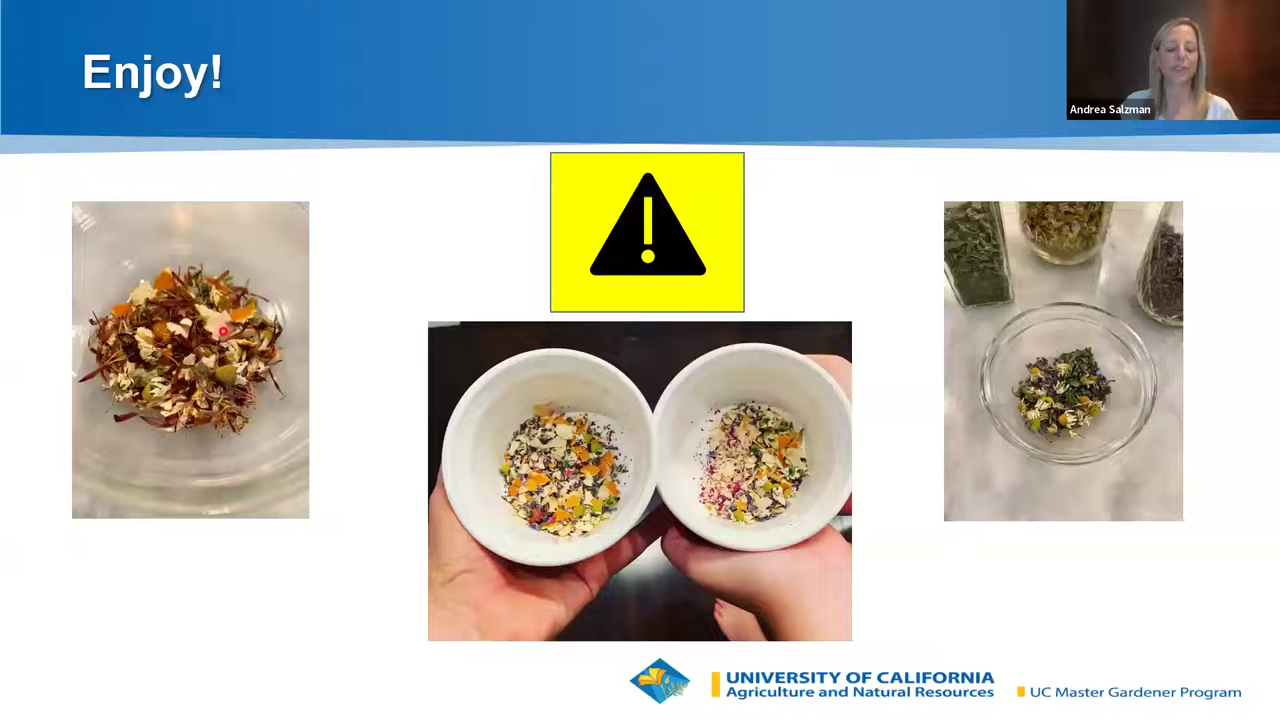 Enjoy!
Andrea Salzman
UNIVERSITY OF CALIFORNIA
Agriculture and Natural Resources
UC Master Gardener Program